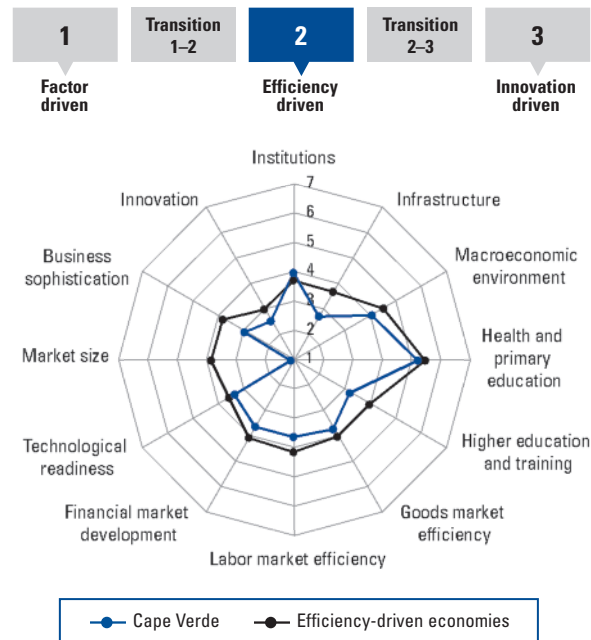 1
Transition
1–2
2
Transition
2–3
3
Factor
driven
Efficiency
driven
Innovation
driven
Institutions
Innovation
Infrastructure
Business
sophistication
Macroeconomic
environment
Market size
Health and
primary
education
Technological
readiness
Higher education
and training
Financial market
development
Goods market
efficiency
Labor market efficiency
7
6
5
4
3
2
1
Cape Verde
Efficiency-driven economies